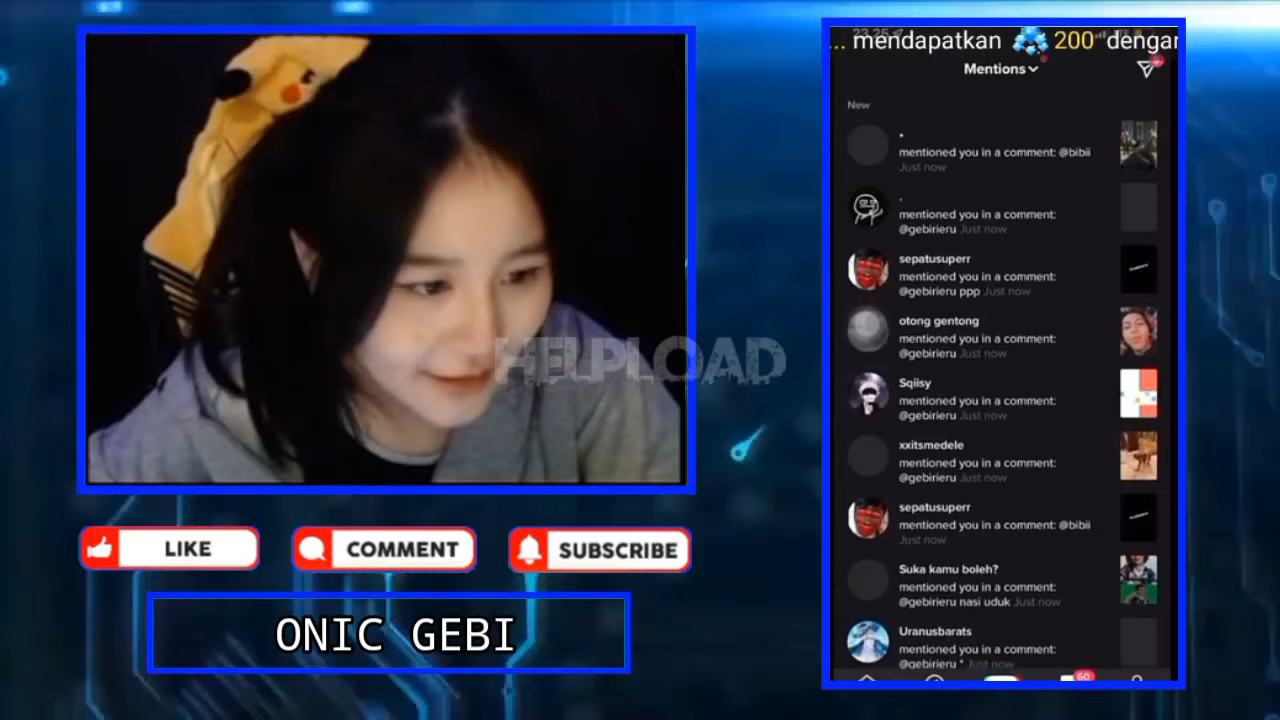 HELPLOAD
LIKE
COMMENT
SUBSCRIBE
ONIC GEBI
... mendapatkan 200 dengar
Mentions
New
.
mentioned you in a comment: @bibii
Just now
.
mentioned you in a comment:
@gebirieru Just now
sepatusuperr
mentioned you in a comment:
@gebirieru ppp Just now
otong gentong
mentioned you in a comment:
@gebirieru Just now
Sqiisy
mentioned you in a comment:
@gebirieru Just now
xxitsmedele
mentioned you in a comment:
@gebirieru Just now
sepatusuperr
mentioned you in a comment: @bibii
Just now
Suka kamu boleh?
mentioned you in a comment:
@gebirieru nasi uduk Just now
Uranusbarats
mentioned you in a comment:
@gebirieru * Just now
60